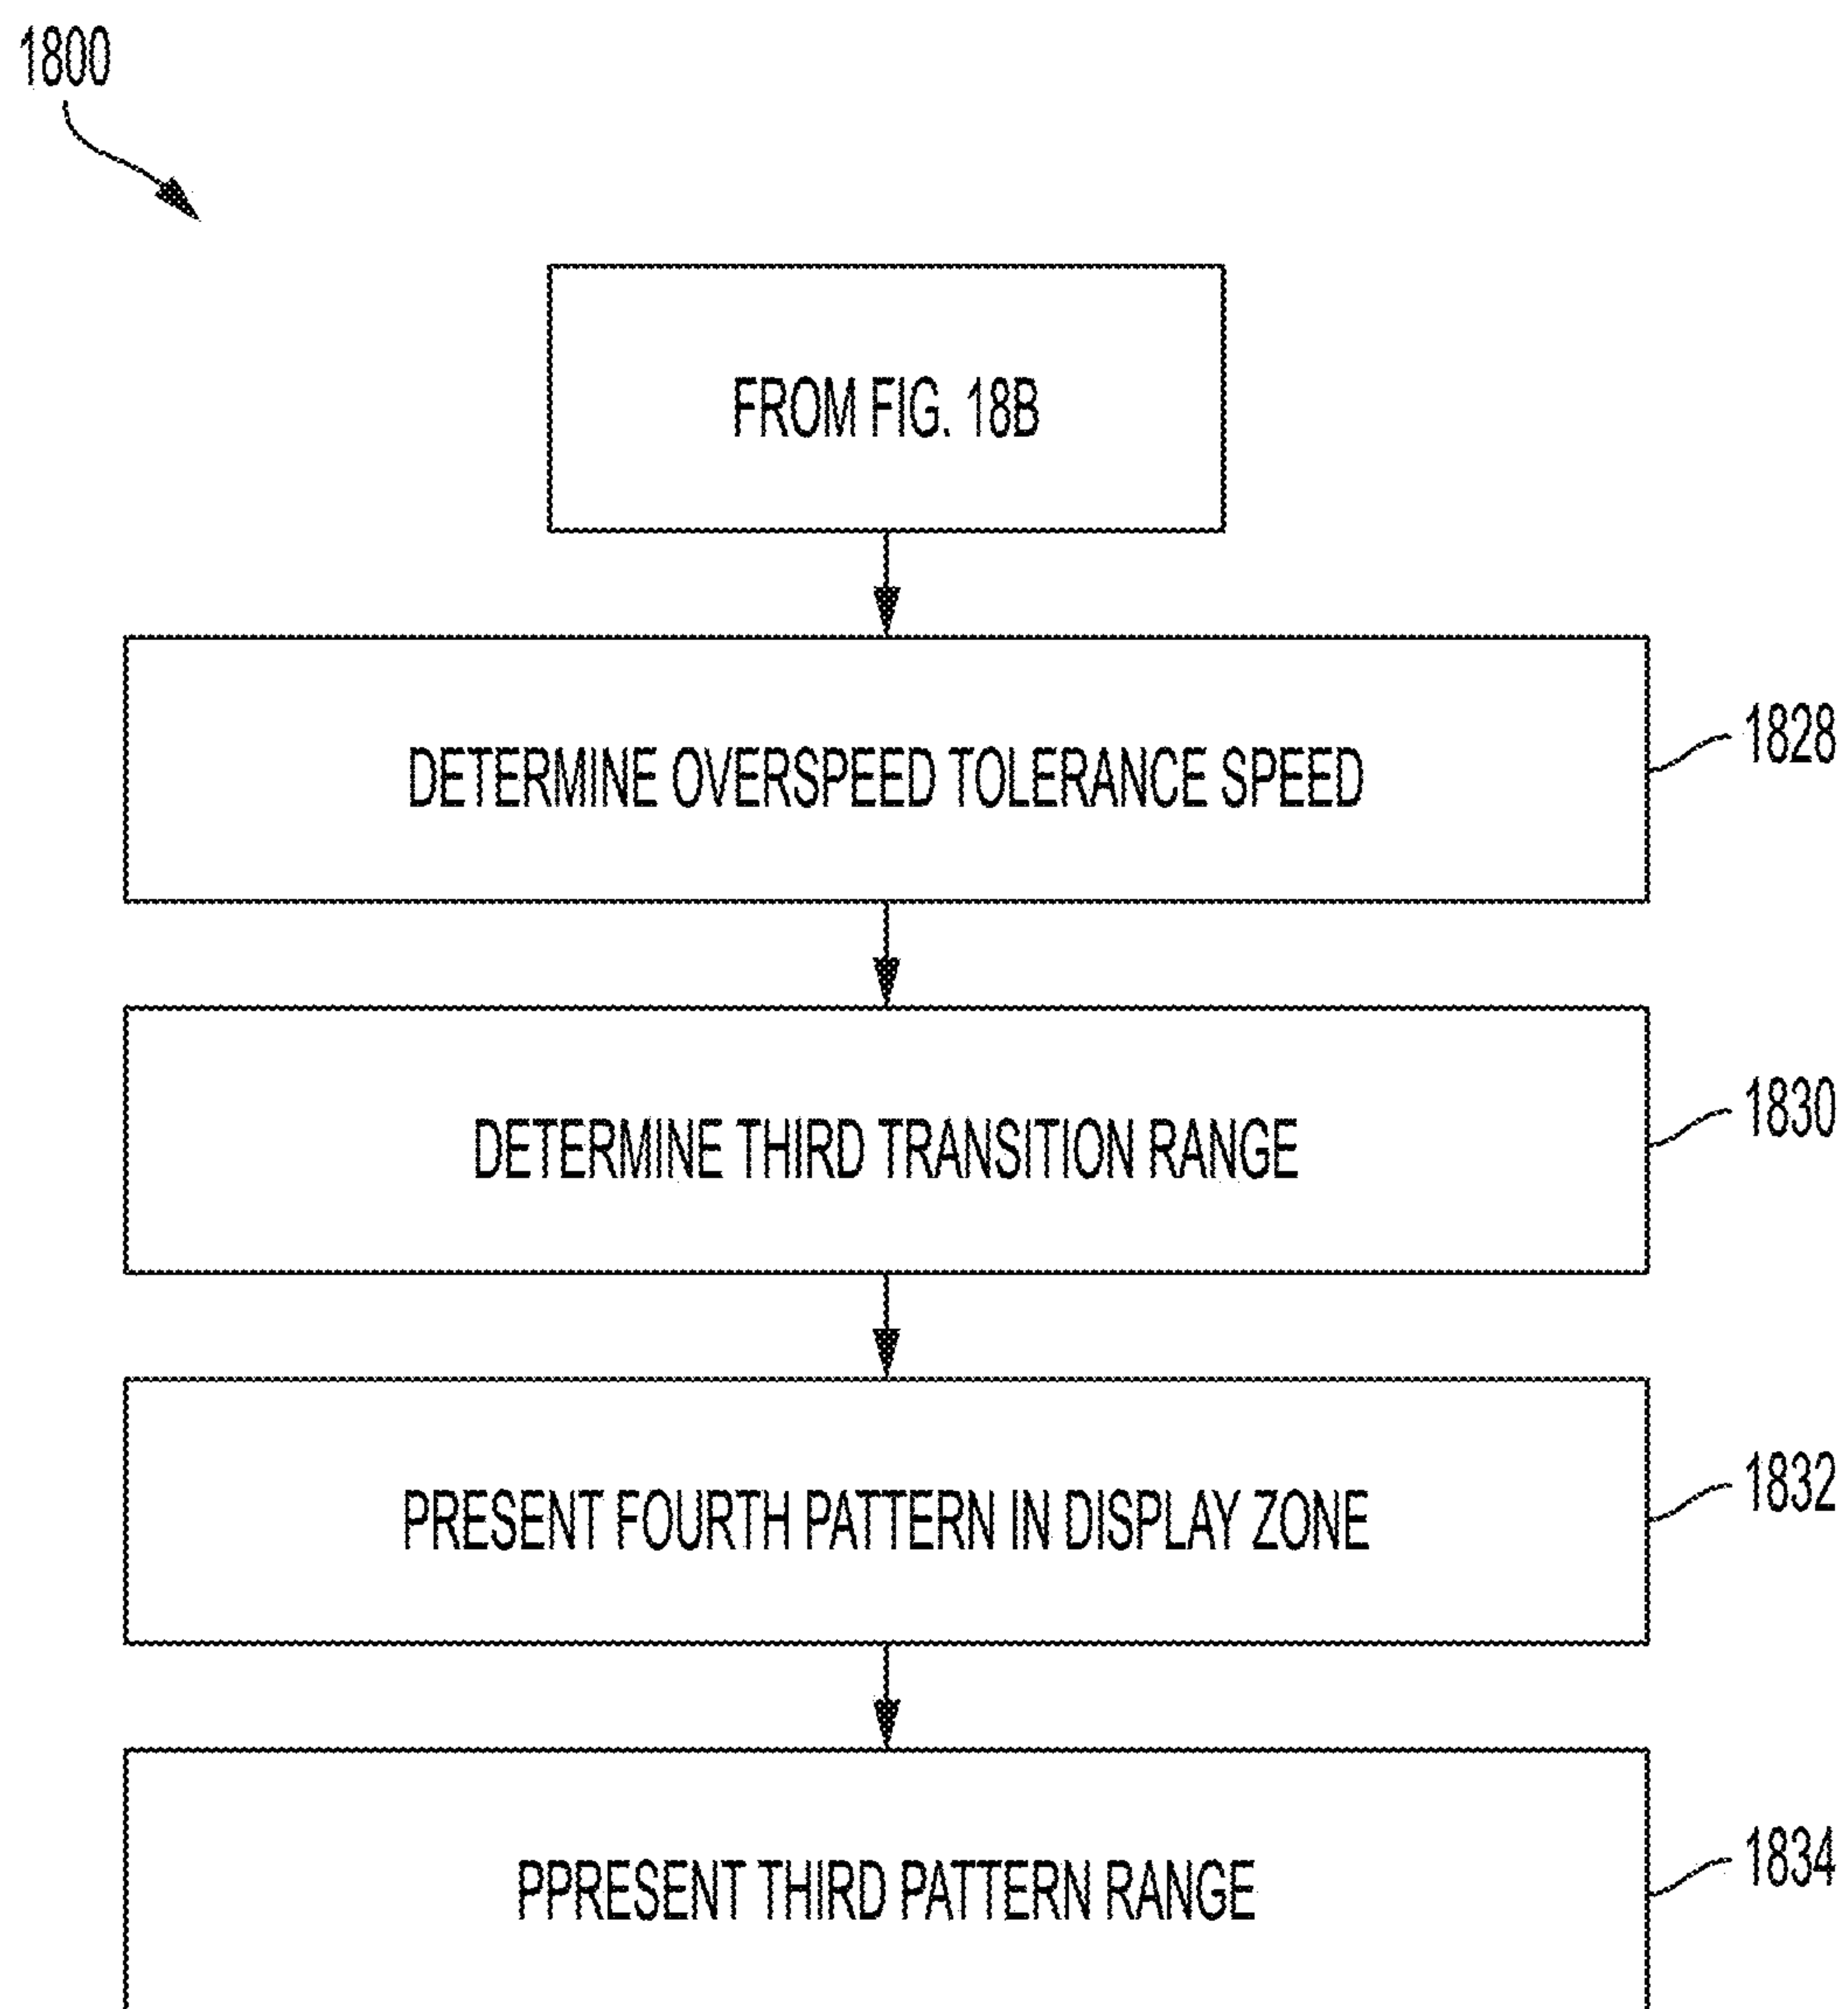 1800
FROM FIG. 18B
DETERMINE OVERSPEED TOLERANCE SPEED
1828
DETERMINE THIRD TRANSITION RANGE
1830
PRESENT FOURTH PATTERN IN DISPLAY ZONE
1832
PPRESENT THIRD PATTERN RANGE
1834